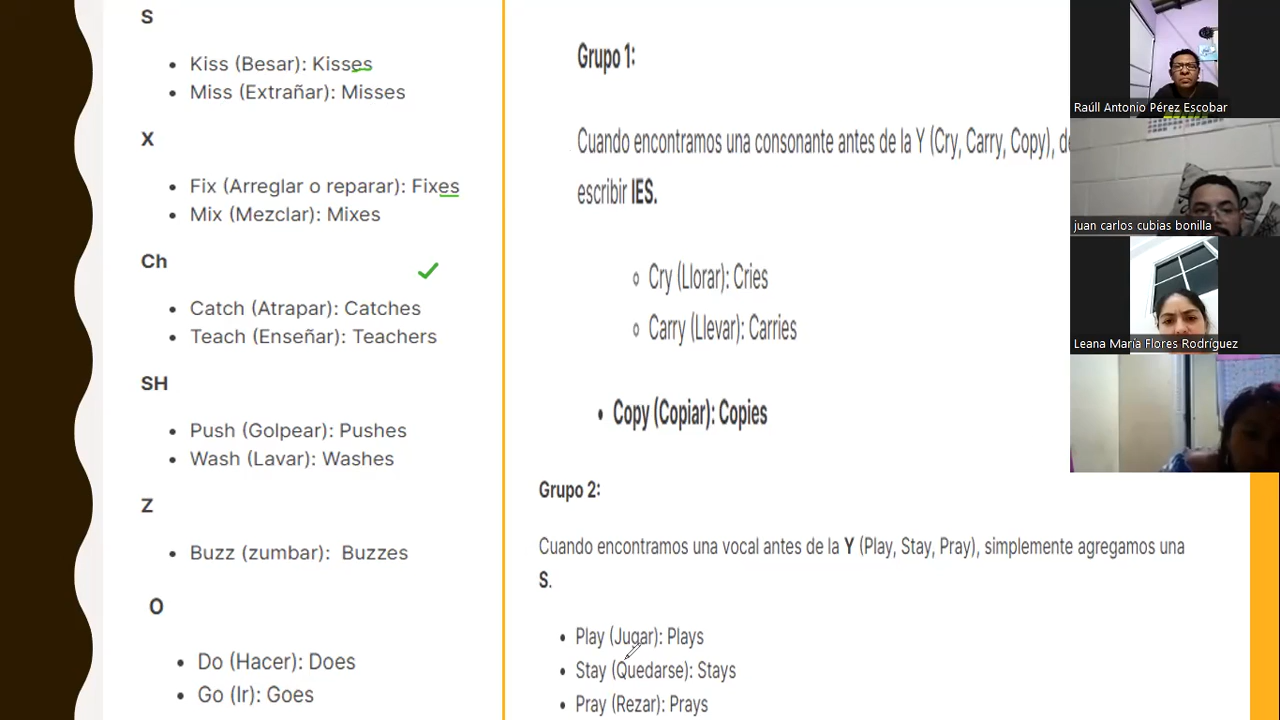 S
Kiss (Besar): Kisses
Miss (Extrañar): Misses
X
Fix (Arreglar o reparar): Fixes
Mix (Mezclar): Mixes
Ch
Catch (Atrapar): Catches
Teach (Enseñar): Teachers
SH
Push (Golpear): Pushes
Wash (Lavar): Washes
Z
Buzz (zumbar): Buzzes
O
Do (Hacer): Does
Go (Ir): Goes
Grupo 1:
Cuando encontramos una consonante antes de la Y (Cry, Carry, Copy),
escribir IES.
Cry (Llorar): Cries
Carry (Llevar): Carries
Copy (Copiar): Copies
Grupo 2:
Cuando encontramos una vocal antes de la Y (Play, Stay, Pray), simplemente agregamos una
S.
Play (Jugar): Plays
Stay (Quedarse): Stays
Pray (Rezar): Prays
Raúll Antonio Pérez Escobar
juan carlos cubias bonilla
Leana María Flores Rodríguez